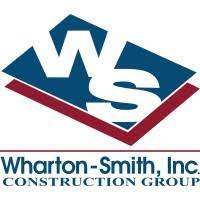 WS
Wharton-Smith, Inc.
CONSTRUCTION GROUP